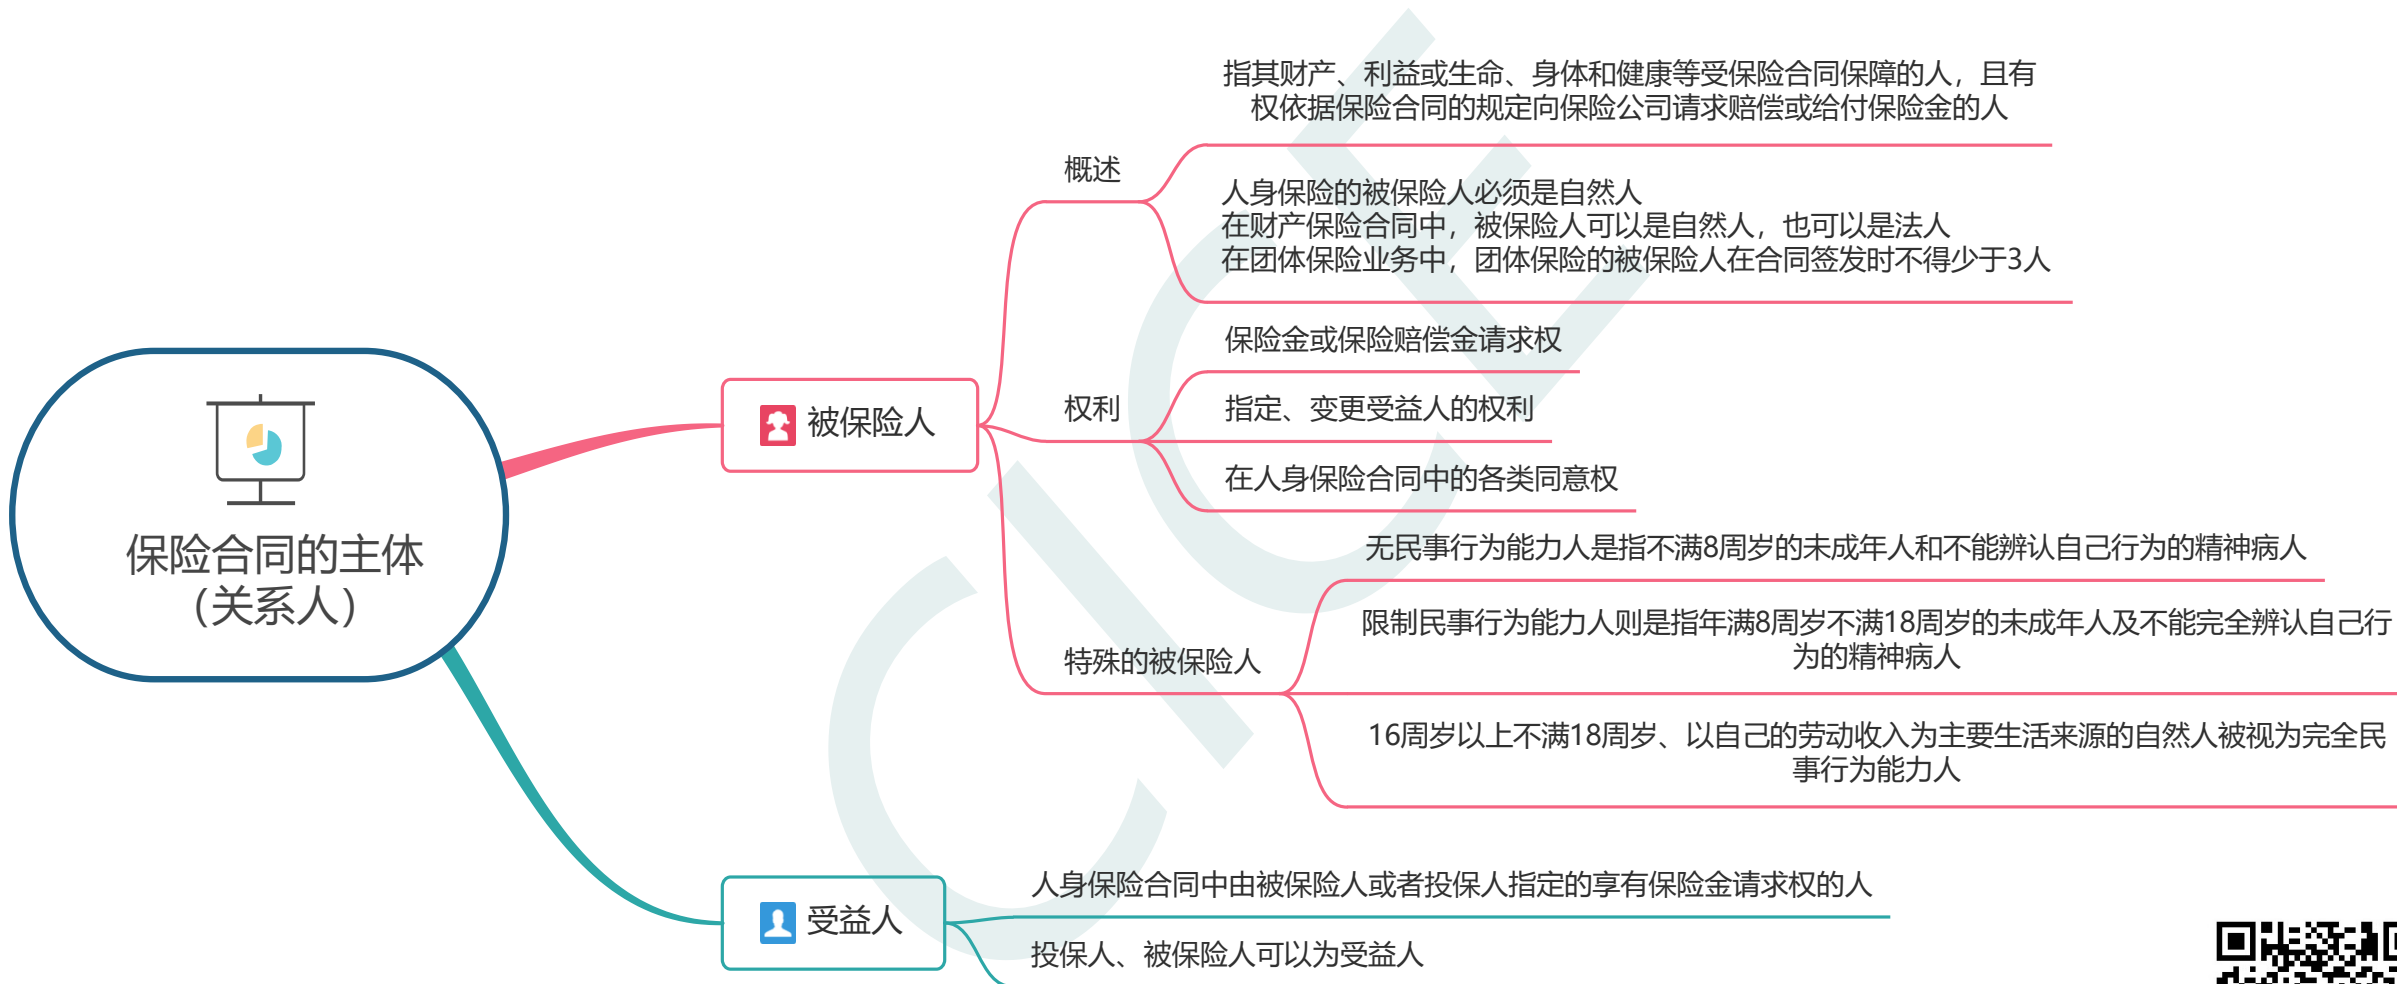 保险合同的主体
（关系人）
被保险人
概述
指其财产、利益或生命、身体和健康等受保险合同保障的人，且有
权依据保险合同的规定向保险公司请求赔偿或给付保险金的人
人身保险的被保险人必须是自然人
在财产保险合同中，被保险人可以是自然人，也可以是法人
在团体保险业务中，团体保险的被保险人在合同签发时不得少于3人
权利
保险金或保险赔偿金请求权
指定、变更受益人的权利
在人身保险合同中的各类同意权
特殊的被保险人
无民事行为能力人是指不满8周岁的未成年人和不能辨认自己行为的精神病人
限制民事行为能力人则是指年满8周岁不满18周岁的未成年人及不能完全辨认自己行
为的精神病人
16周岁以上不满18周岁、以自己的劳动收入为主要生活来源的自然人被视为完全民
事行为能力人
受益人
人身保险合同中由被保险人或者投保人指定的享有保险金请求权的人
投保人、被保险人可以为受益人
CICE